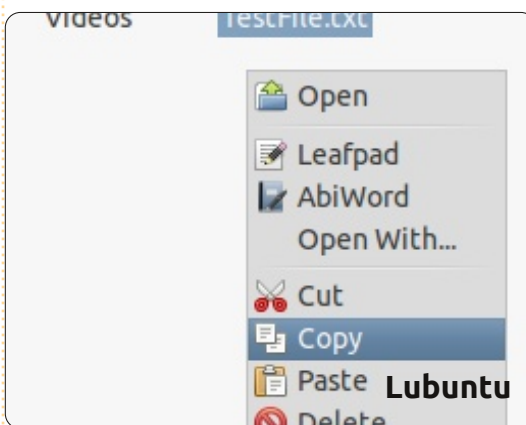 Videos TestFile.txt
Open
Leafpad
AbiWord
Open With...
Cut
Copy
Paste
Lubuntu
Delete